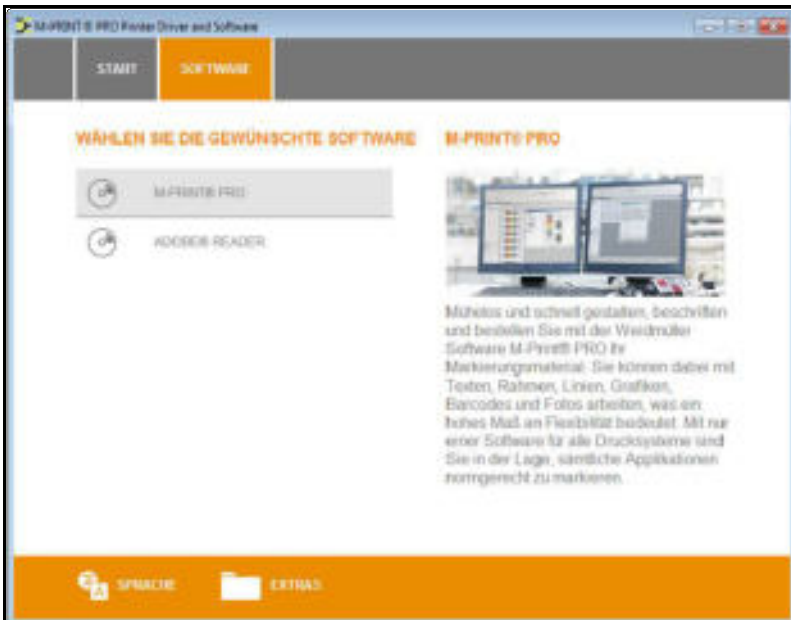 M-PRINT® PRO Printer Driver and Software
START
SOFTWARE
WÄHLEN SIE DIE GEWÜNSCHTE SOFTWARE
M-PRINT® PRO
ADOBE® READER
M-PRINT® PRO
Mühelos und schnell gestalten, beschriften
und bestellen Sie mit der Weidmüller
Software M-Print® PRO Ihr
Markierungsmaterial. Sie können dabei mit
Texten, Rahmen, Linien, Grafiken,
Barcodes und Fotos arbeiten, was ein
hohes Maß an Flexibilität bedeutet. Mit nur
einer Software für alle Drucksysteme sind
Sie in der Lage, sämtliche Applikationen
normgerecht zu markieren.
SPRACHE
EXTRAS